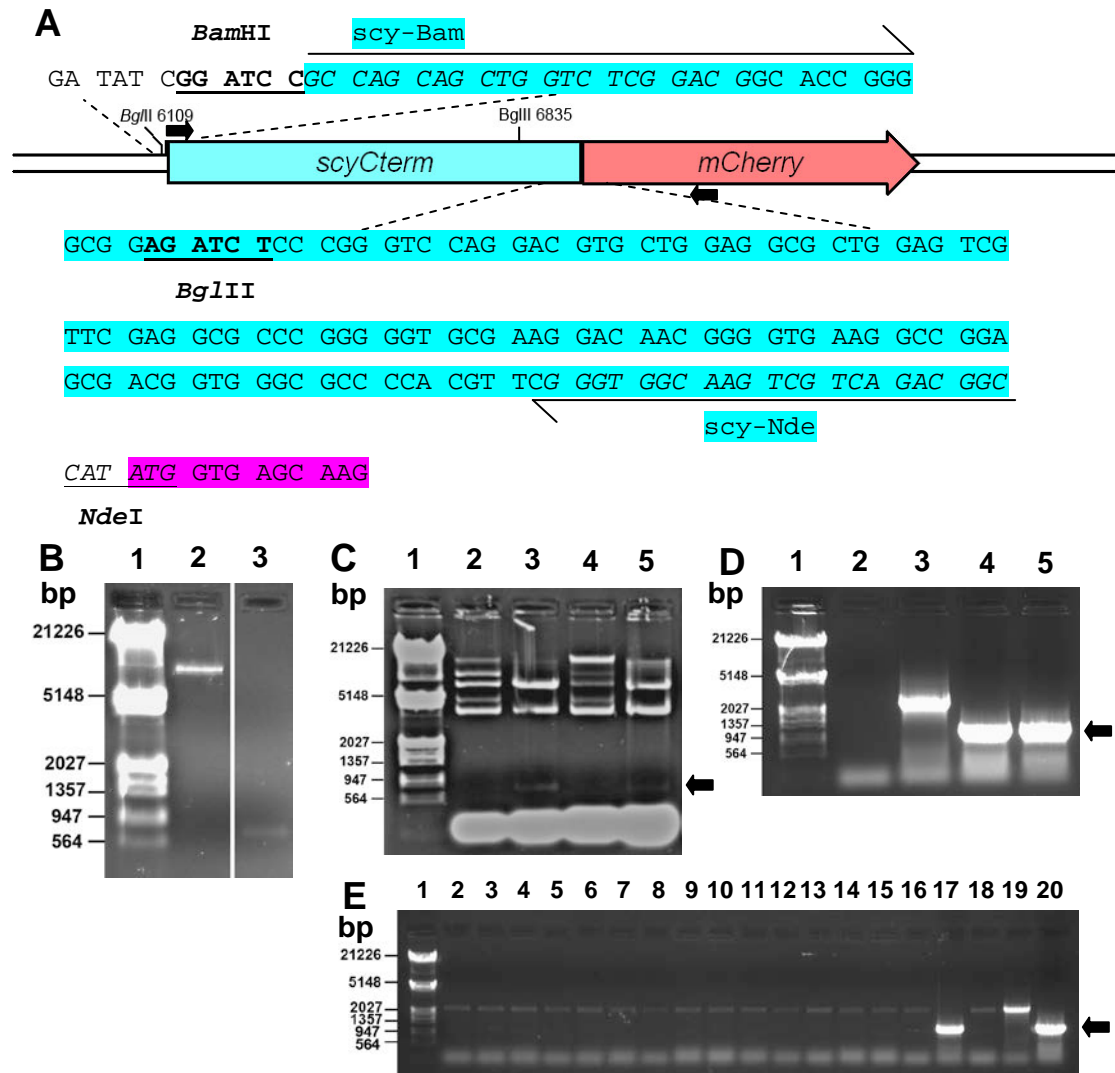 A
BamHI scy-Bam
GA TAT CGG ATC CGC CAG CAG CTG GTC TCG GAC GGC ACC GGG
BglII 6109 BglII 6835
scyCterm mCherry
GCG GAG ATC TCC CGG GTC CAG GAC GTG CTG GAG GCG CTG GAG TCG
BglII
TTC GAG GCG CCC GGG GGT GCG AAG GAC AAC GGG GTG AAG GCC GGA
GCG ACG GTG GGC GCC CCA CGT TCG GGT GGC AAG TCG TCA GAC GGC
scy-Nde
CAT ATG GTG AGC AAG
NdeI
B 1 2 3
bp
21226
5148
2027
1357
947
564
C 1 2 3 4 5
bp
21226
5148
2027
1357
947
564
D 1 2 3 4 5
bp
21226
5148
2027
1357
947
564
E 1 2 3 4 5 6 7 8 9 10 11 12 13 14 15 16 17 18 19 20
bp
21226
5148
2027
1357
947
564